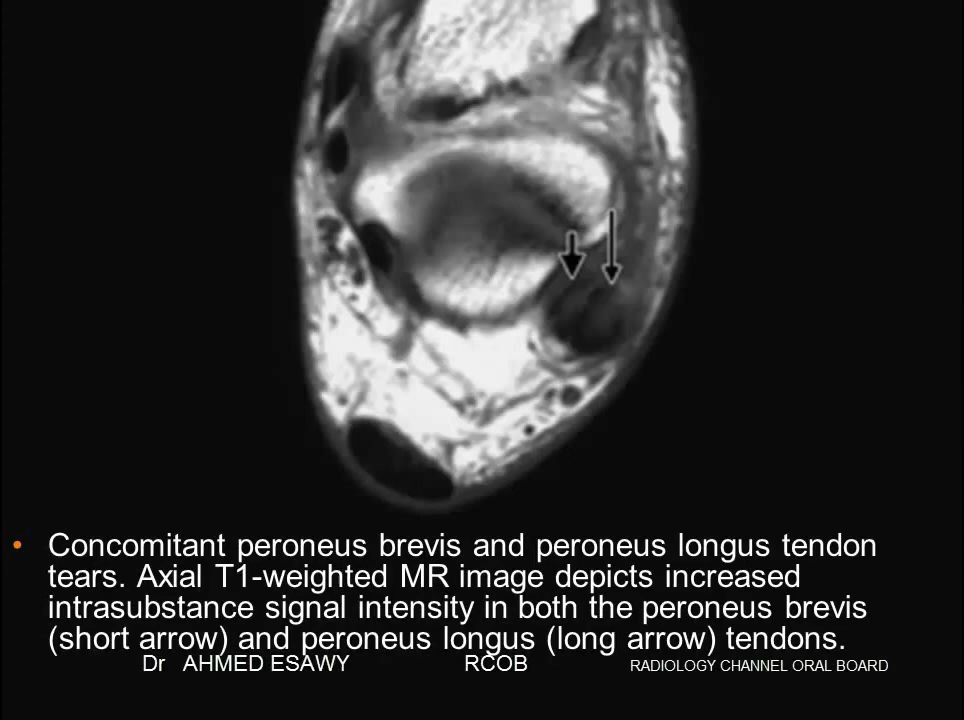 • Concomitant peroneus brevis and peroneus longus tendon
tears. Axial T1-weighted MR image depicts increased
intrasubstance signal intensity in both the peroneus brevis
(short arrow) and peroneus longus (long arrow) tendons.
Dr AHMED ESAWY RCOB RADIOLOGY CHANNEL ORAL BOARD